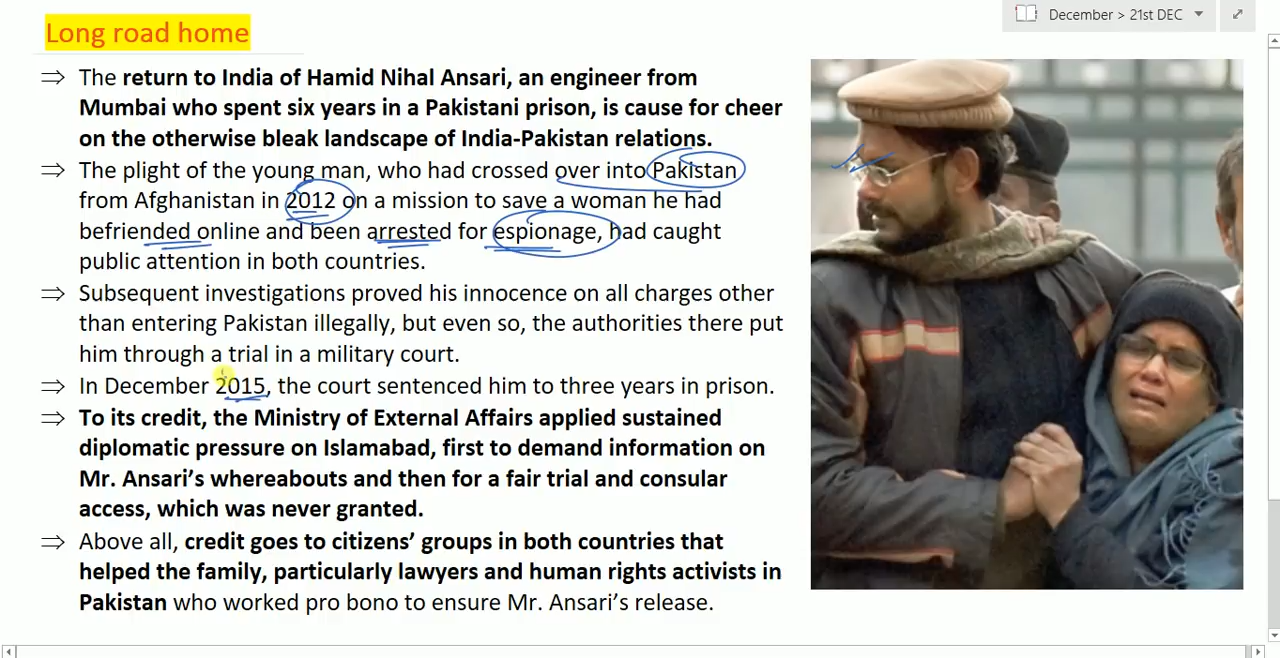 December > 21st DEC
Long road home
⇒ The return to India of Hamid Nihal Ansari, an engineer from
Mumbai who spent six years in a Pakistani prison, is cause for cheer
on the otherwise bleak landscape of India-Pakistan relations.
⇒ The plight of the young man, who had crossed over into Pakistan
from Afghanistan in 2012 on a mission to save a woman he had
befriended online and been arrested for espionage, had caught
public attention in both countries.
⇒ Subsequent investigations proved his innocence on all charges other
than entering Pakistan illegally, but even so, the authorities there put
him through a trial in a military court.
⇒ In December 2015, the court sentenced him to three years in prison.
⇒ To its credit, the Ministry of External Affairs applied sustained
diplomatic pressure on Islamabad, first to demand information on
Mr. Ansari’s whereabouts and then for a fair trial and consular
access, which was never granted.
⇒ Above all, credit goes to citizens’ groups in both countries that
helped the family, particularly lawyers and human rights activists in
Pakistan who worked pro bono to ensure Mr. Ansari’s release.